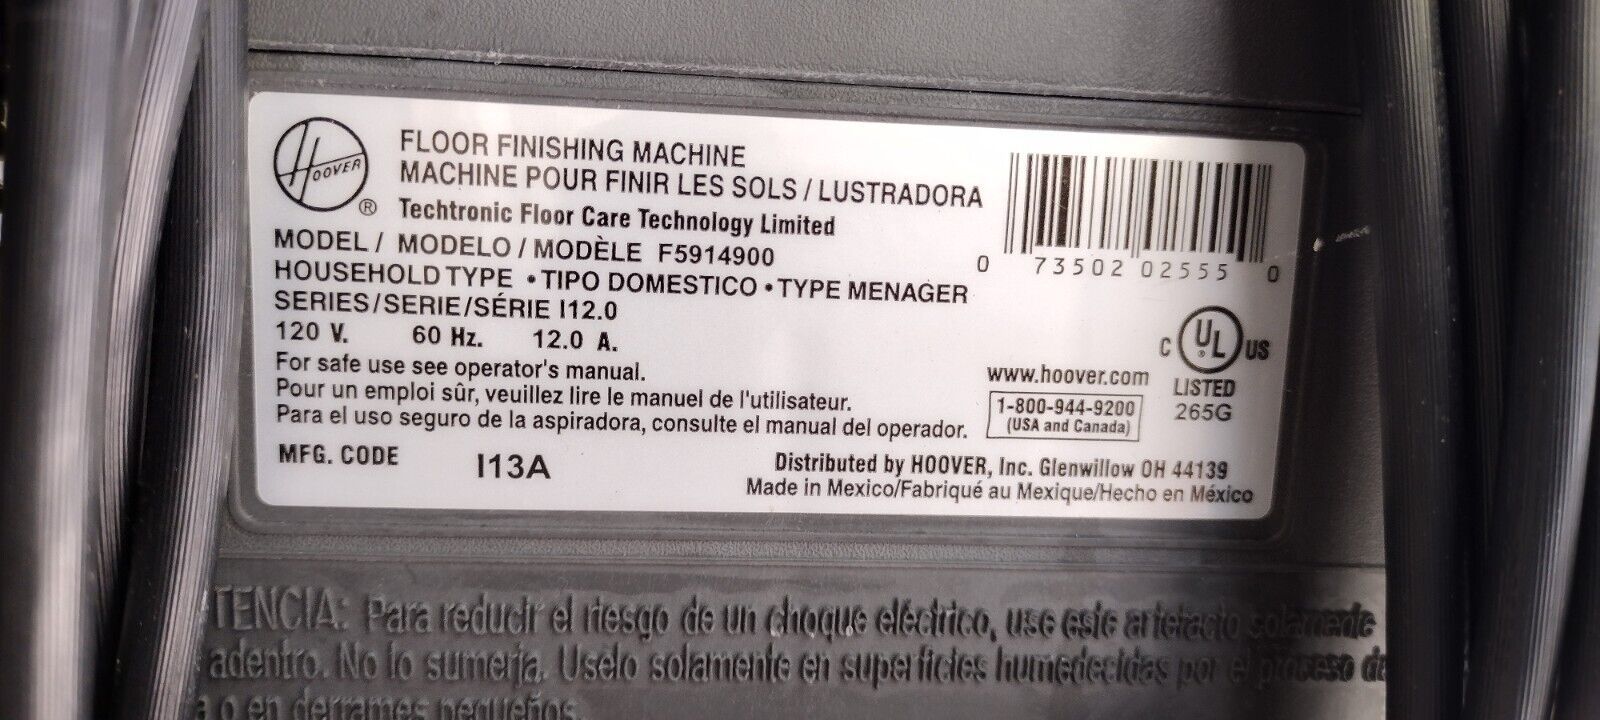 HOOVER ®
FLOOR FINISHING MACHINE
MACHINE POUR FINIR LES SOLS / LUSTRADORA
Techtronic Floor Care Technology Limited
MODEL / MODELO / MODÈLE F5914900
HOUSEHOLD TYPE • TIPO DOMESTICO • TYPE MENAGER
SERIES/SERIE/SÉRIE I12.0
120 V. 60 Hz. 12.0 A.
For safe use see operator's manual.
Pour un emploi sûr, veuillez lire le manuel de l'utilisateur.
Para el uso seguro de la aspiradora, consulte el manual del operador.
MFG. CODE I13A
0 73502 02555 0
C UL ® US
LISTED
265G
www.hoover.com
1-800-944-9200
(USA and Canada)
Distributed by HOOVER, Inc. Glenwillow OH 44139
Made in Mexico/Fabriqué au Mexique/Hecho en México
TENCIA: Para reducir el riesgo de un choque eléctrico, use este artefacto solamente
adentro. No lo sumerja. Uselo solamente en superficies humedecidas por el proceso de
a o en derrames pequeños.